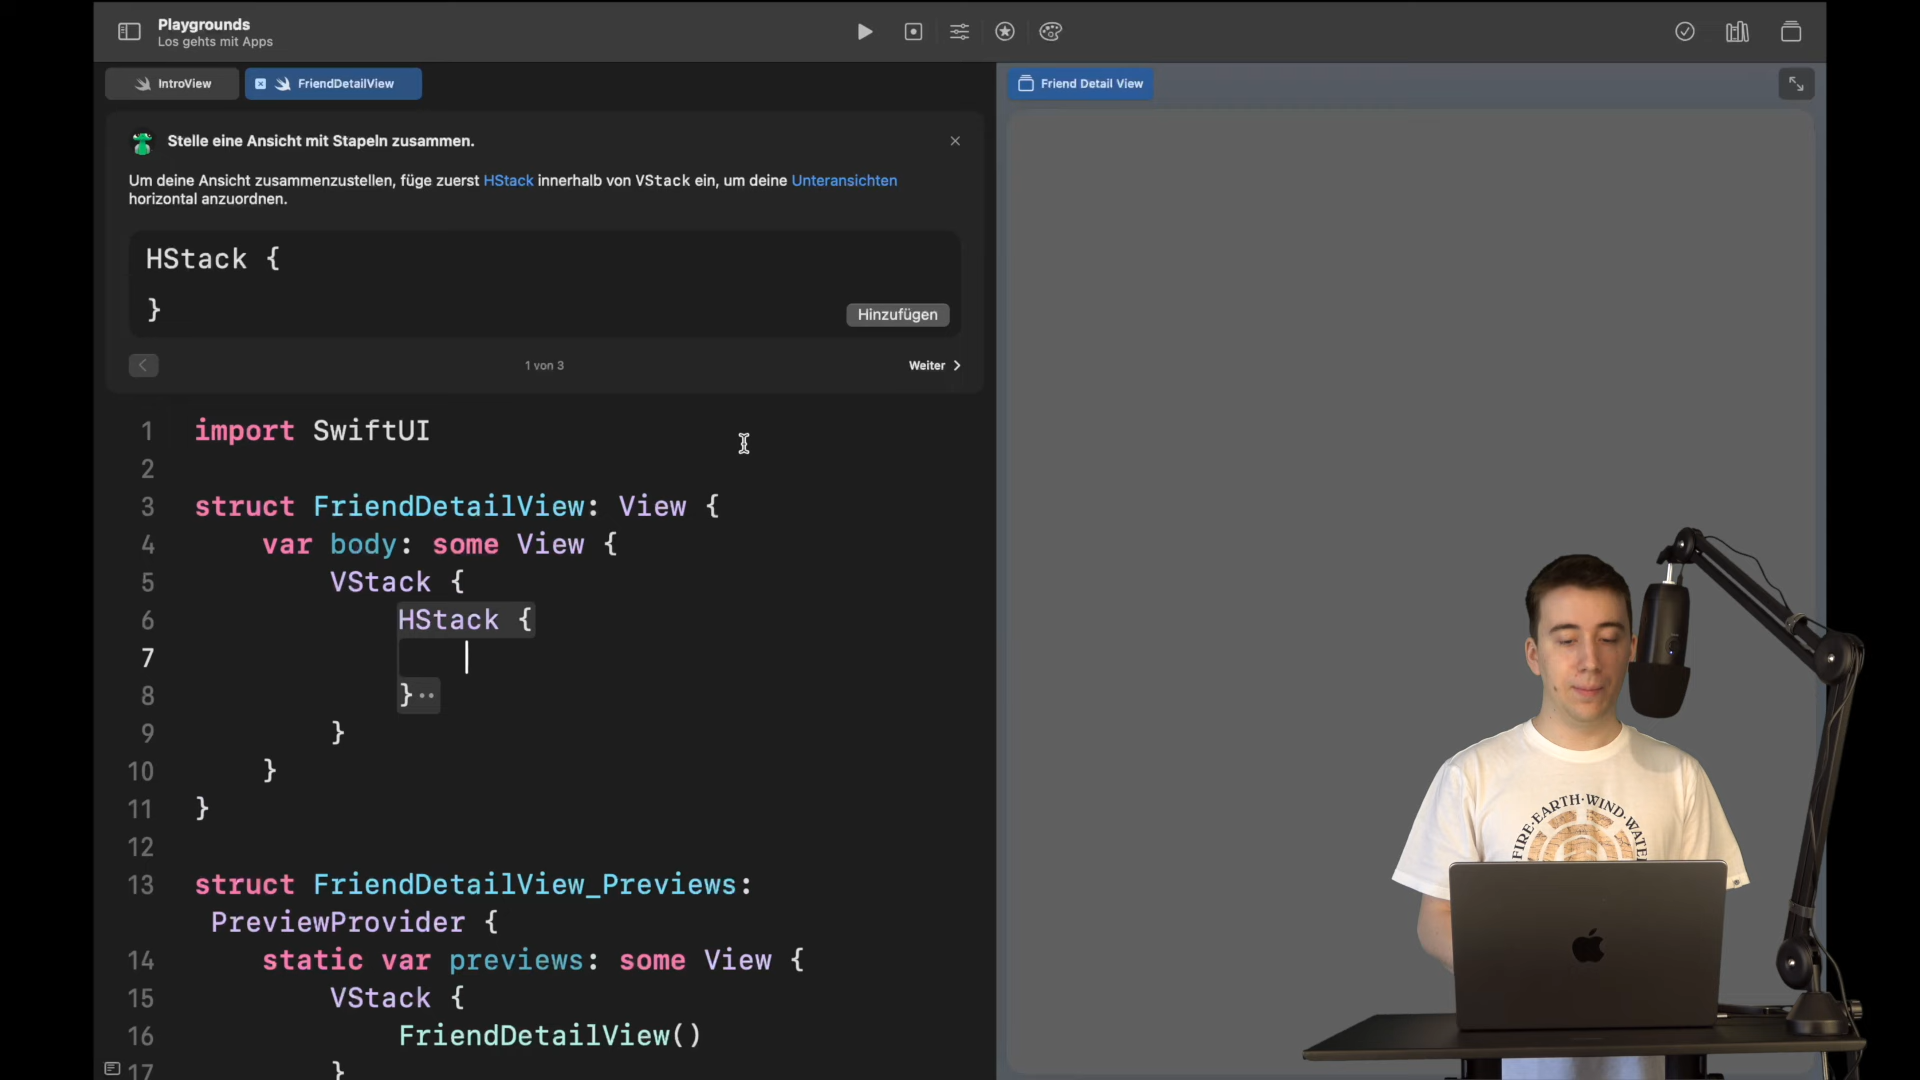 Playgrounds
Los gehts mit Apps
IntroView
FriendDetailView
Friend Detail View
Stelle eine Ansicht mit Stapeln zusammen.
Um deine Ansicht zusammenzustellen, füge zuerst HStack innerhalb von VStack ein, um deine Unteransichten
horizontal anzuordnen.
HStack {
}
Hinzufügen
1 von 3
Weiter
1 import SwiftUI
2
3 struct FriendDetailView: View {
4 var body: some View {
5 VStack {
6 HStack {
7
8 }
9 }
10 }
11 }
12
13 struct FriendDetailView_Previews:
PreviewProvider {
14 static var previews: some View {
15 VStack {
16 FriendDetailView()
17 }
FIRE·EARTH·WIND·WATE